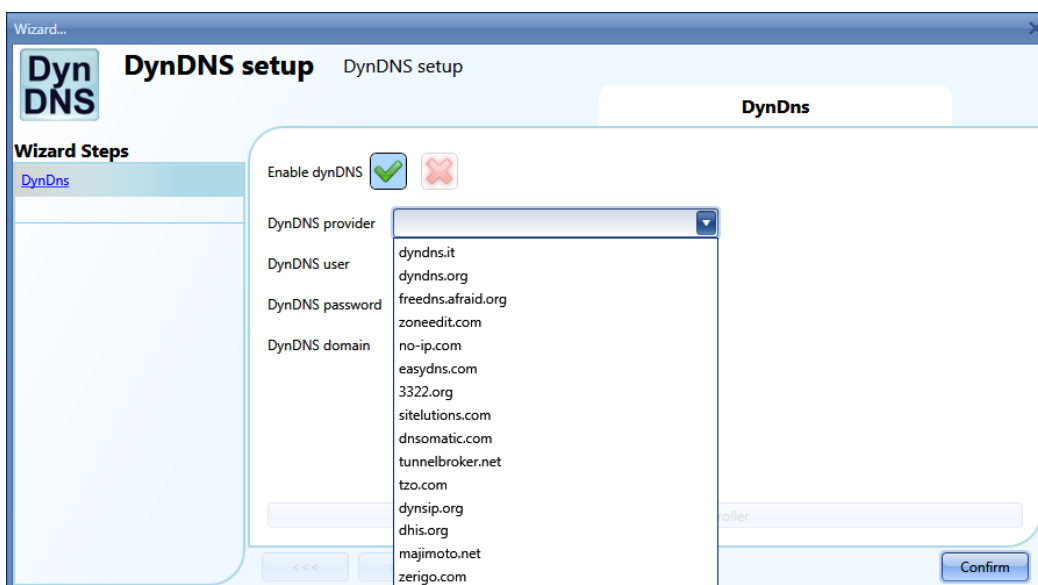 Wizard...
Dyn
DNS
DynDNS setup DynDNS setup
DynDns
Wizard Steps
DynDns
Enable dynDNS
DynDNS provider
DynDNS user
DynDNS password
DynDNS domain
dyndns.it
dyndns.org
freedns.afraid.org
zoneedit.com
no-ip.com
easydns.com
3322.org
sitelutions.com
dnsomatic.com
tunnelbroker.net
tzo.com
dynsip.org
dhis.org
majimoto.net
zerigo.com
<<<
Confirm